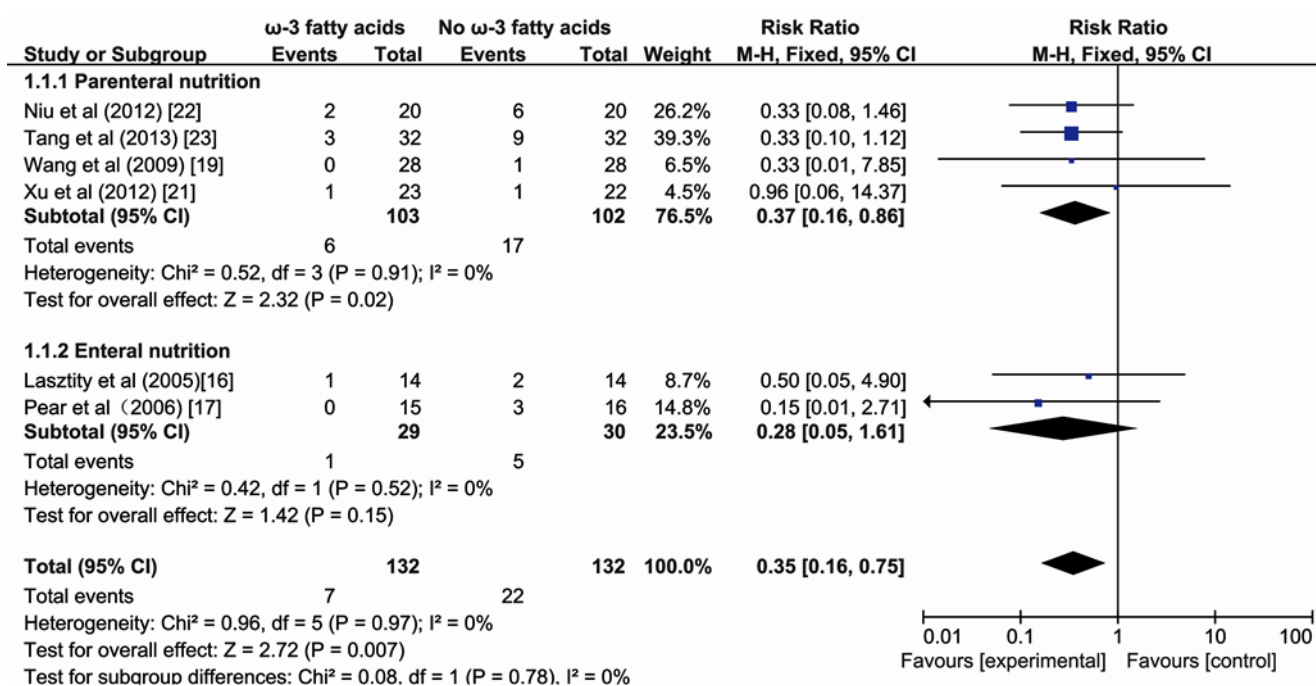 ω-3 fatty acids No ω-3 fatty acids Risk Ratio Risk Ratio
Study or Subgroup Events Total Events Total Weight M-H, Fixed, 95% CI M-H, Fixed, 95% CI
1.1.1 Parenteral nutrition
Niu et al (2012) [22] 2 20 6 20 26.2% 0.33 [0.08, 1.46]
Tang et al (2013) [23] 3 32 9 32 39.3% 0.33 [0.10, 1.12]
Wang et al (2009) [19] 0 28 1 28 6.5% 0.33 [0.01, 7.85]
Xu et al (2012) [21] 1 23 1 22 4.5% 0.96 [0.06, 14.37]
Subtotal (95% CI) 103 102 76.5% 0.37 [0.16, 0.86]
Total events 6 17
Heterogeneity: Chi² = 0.52, df = 3 (P = 0.91); I² = 0%
Test for overall effect: Z = 2.32 (P = 0.02)
1.1.2 Enteral nutrition
Lasztity et al (2005)[16] 1 14 2 14 8.7% 0.50 [0.05, 4.90]
Pear et al（2006) [17] 0 15 3 16 14.8% 0.15 [0.01, 2.71]
Subtotal (95% CI) 29 30 23.5% 0.28 [0.05, 1.61]
Total events 1 5
Heterogeneity: Chi² = 0.42, df = 1 (P = 0.52); I² = 0%
Test for overall effect: Z = 1.42 (P = 0.15)
Total (95% CI) 132 132 100.0% 0.35 [0.16, 0.75]
Total events 7 22
Heterogeneity: Chi² = 0.96, df = 5 (P = 0.97); I² = 0%
Test for overall effect: Z = 2.72 (P = 0.007)
Test for subgroup differences: Chi² = 0.08, df = 1 (P = 0.78), I² = 0%
0.01 0.1 1 10 100
Favours [experimental] Favours [control]